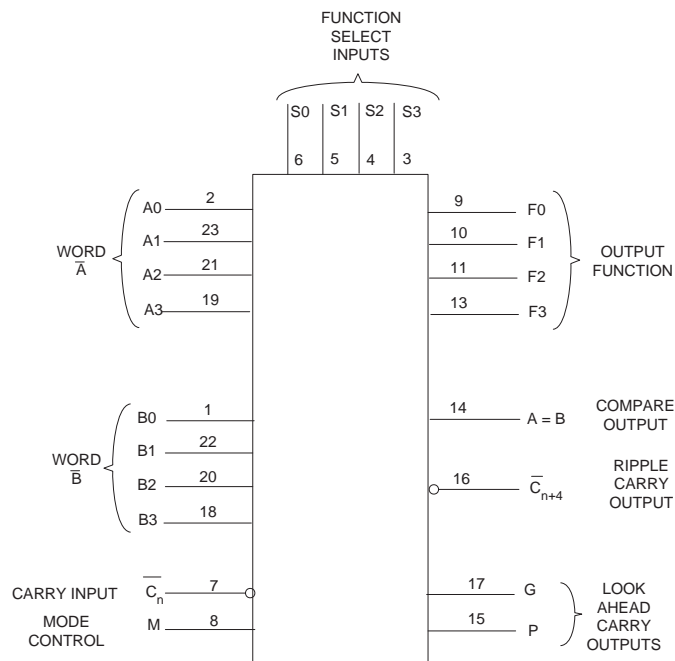 FUNCTION
SELECT
INPUTS
S0 S1 S2 S3
6 5 4 3
WORD
A̅
A0 2
A1 23
A2 21
A3 19
9 F0
10 F1
11 F2
13 F3
OUTPUT
FUNCTION
WORD
B̅
B0 1
B1 22
B2 20
B3 18
14 A = B
COMPARE
OUTPUT
16 C̅n+4
RIPPLE
CARRY
OUTPUT
CARRY INPUT C̅n 7
MODE
CONTROL
M 8
17 G
15 P
LOOK
AHEAD
CARRY
OUTPUTS